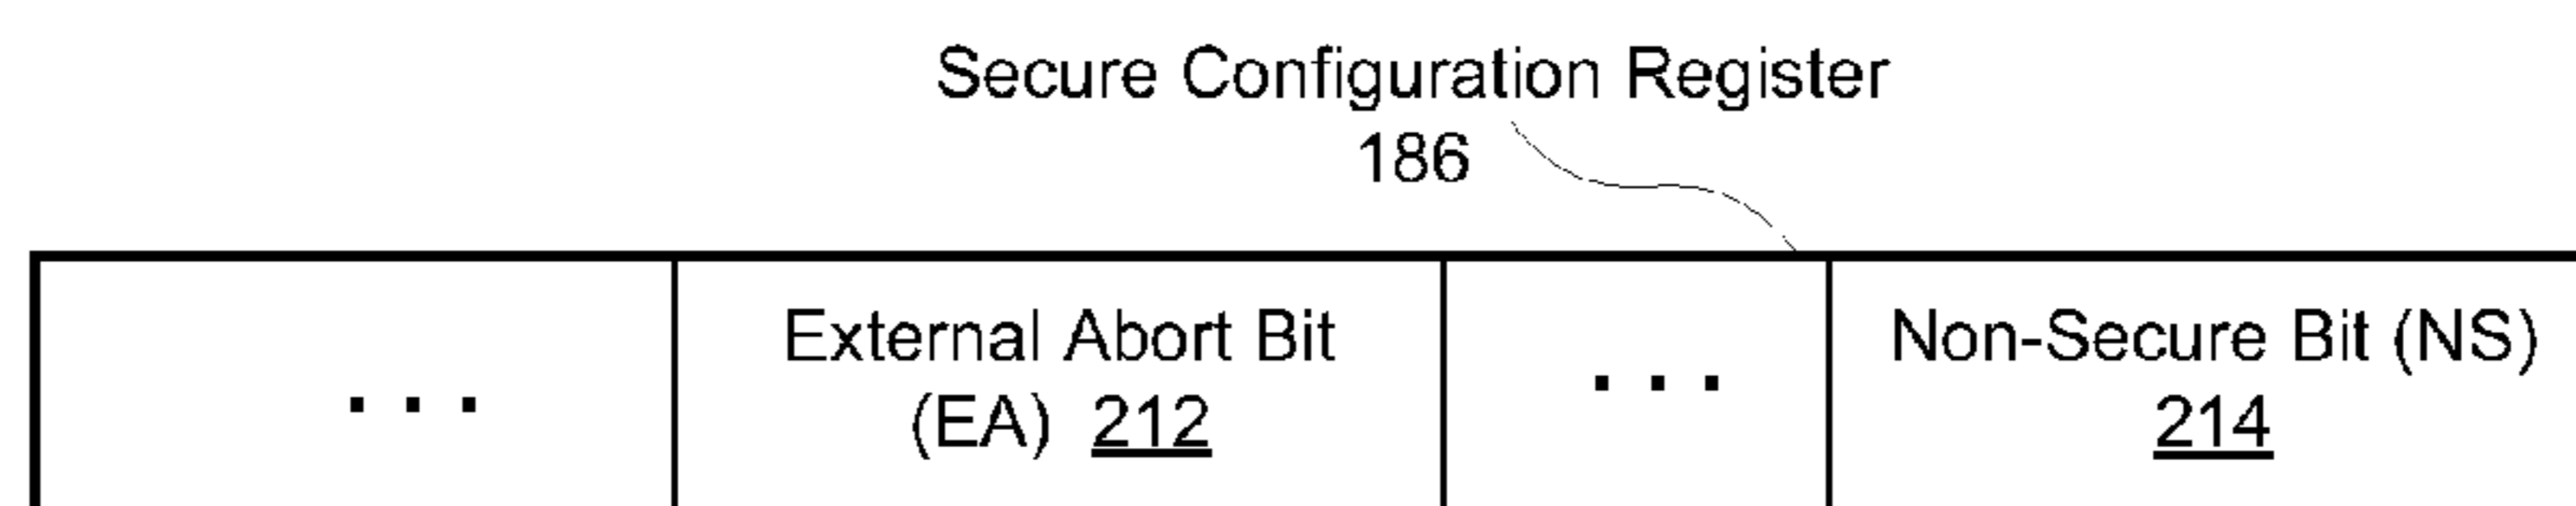 Secure Configuration Register
186
External Abort Bit
(EA) 212
. . .
. . .
Non-Secure Bit (NS)
214